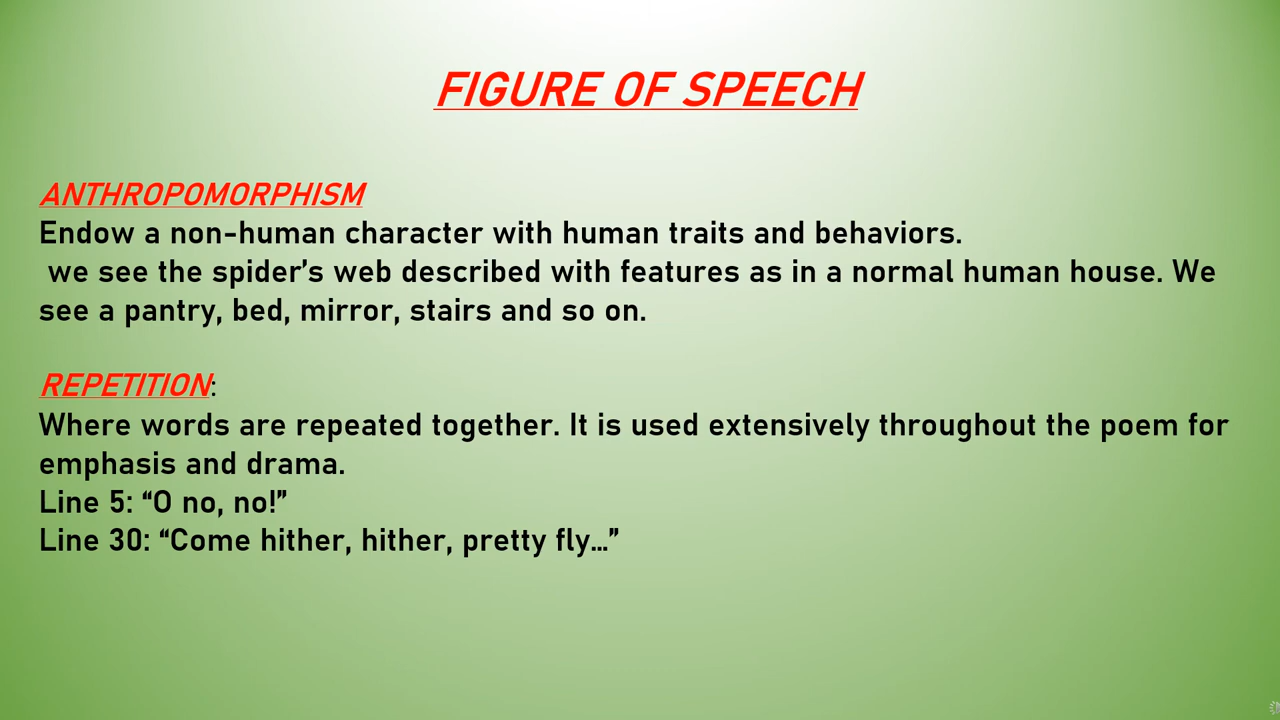 FIGURE OF SPEECH
ANTHROPOMORPHISM
Endow a non-human character with human traits and behaviors.
we see the spider’s web described with features as in a normal human house. We
see a pantry, bed, mirror, stairs and so on.
REPETITION:
Where words are repeated together. It is used extensively throughout the poem for
emphasis and drama.
Line 5: “O no, no!”
Line 30: “Come hither, hither, pretty fly…”